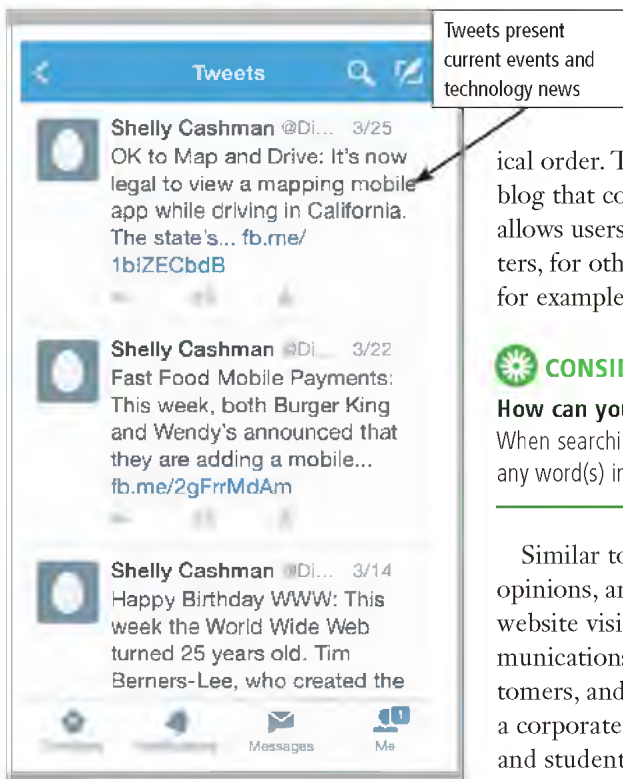 Tweets present
current events and
technology news
Tweets
Shelly Cashman @Di... 3/25
OK to Map and Drive: It's now
legal to view a mapping mobile
app while driving in California.
The state's... fb.me/
1biZECbdB
Shelly Cashman @Di... 3/22
Fast Food Mobile Payments:
This week, both Burger King
and Wendy's announced that
they are adding a mobile...
fb.me/2gFrrMdAm
Shelly Cashman @Di... 3/14
Happy Birthday WWW: This
week the World Wide Web
turned 25 years old. Tim
Berners-Lee, who created the
Messages
Me
1
ical order. T
blog that co
allows users
ters, for oth
for example
CONSID
How can you
When searchi
any word(s) in
Similar to
opinions, an
website visi
munications
tomers, and
a corporate
and student